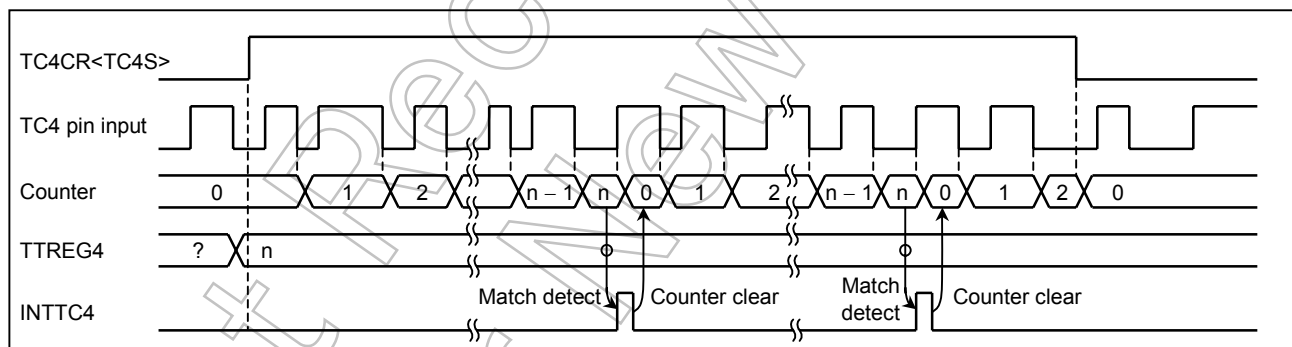 TC4CR<TC4S>
TC4 pin input
Counter 0 1 2 n – 1 n 0 1 2 n – 1 n 0 1 2 0
TTREG4 ? n
Match detect Counter clear Match detect Counter clear
INTTC4